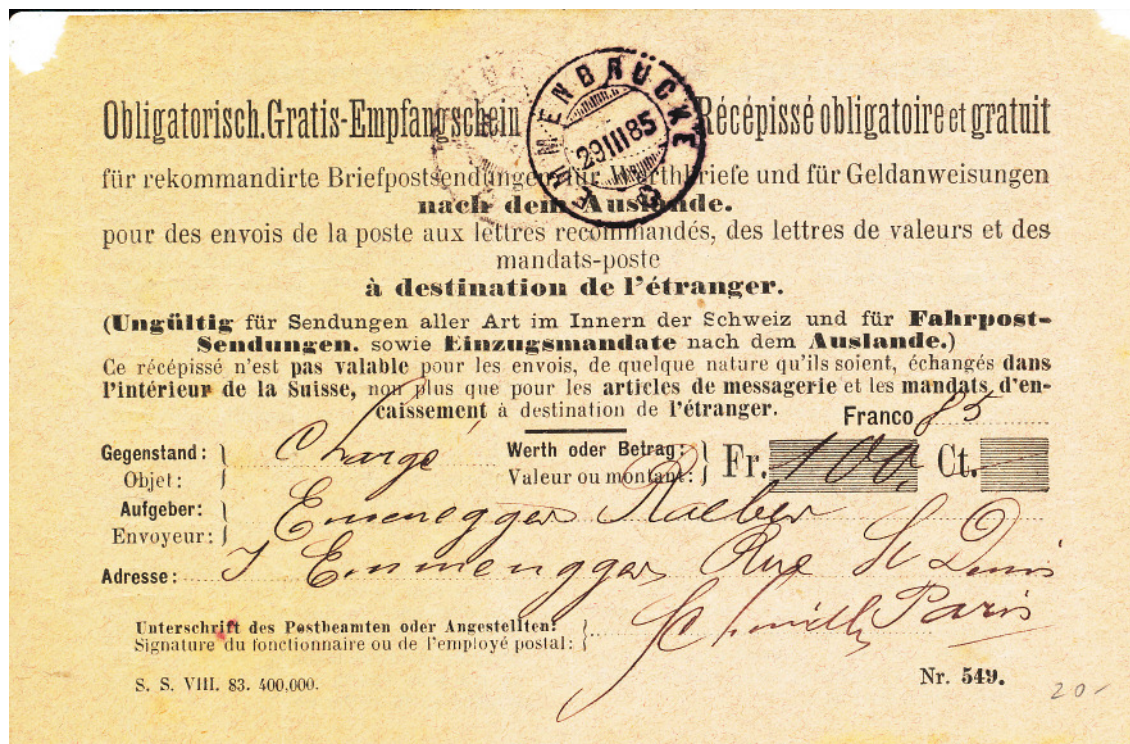 EMMENBRÜCKE
29 III 85
Obligatorisch. Gratis-Empfangschein
Récépissé obligatoire et gratuit
für rekommandirte Briefpostsendungen für Werthbriefe und für Geldanweisungen
nach dem Auslande.
pour des envois de la poste aux lettres recommandés, des lettres de valeurs et des
mandats-poste
à destination de l'étranger.
(Ungültig für Sendungen aller Art im Innern der Schweiz und für Fahrpost-
Sendungen, sowie Einzugsmandate nach dem Auslande.)
Ce récépissé n'est pas valable pour les envois, de quelque nature qu'ils soient, échangés dans
l'intérieur de la Suisse, non plus que pour les articles de messagerie et les mandats d'en-
caissement à destination de l'étranger.
Franco 85
Gegenstand: Chargé Werth oder Betrag: Fr. 100. Ct.
Objet: Valeur ou montant:
Aufgeber: Emenegger Raeber
Envoyeur:
Adresse: J Emmengger Rue St Denis
Paris
Unterschrift des Postbeamten oder Angestellten:
Signature du fonctionnaire ou de l'employé postal:
S. S. VIII. 83. 400,000.
Nr. 549.
20.-